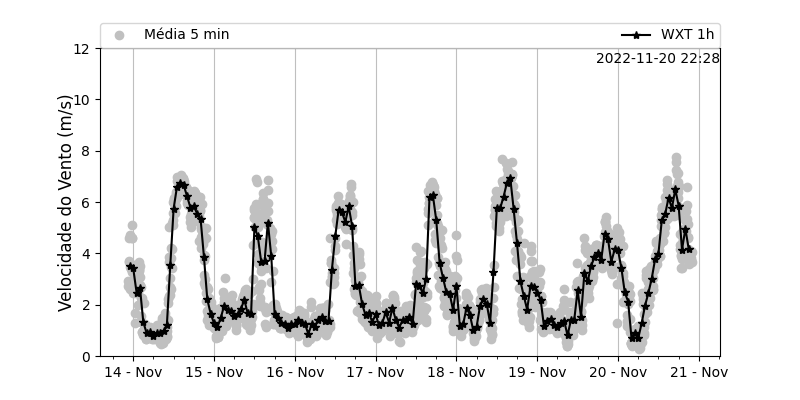 Média 5 min
WXT 1h
2022-11-20 22:28
Velocidade do Vento (m/s)
12
10
8
6
4
2
0
14 - Nov
15 - Nov
16 - Nov
17 - Nov
18 - Nov
19 - Nov
20 - Nov
21 - Nov